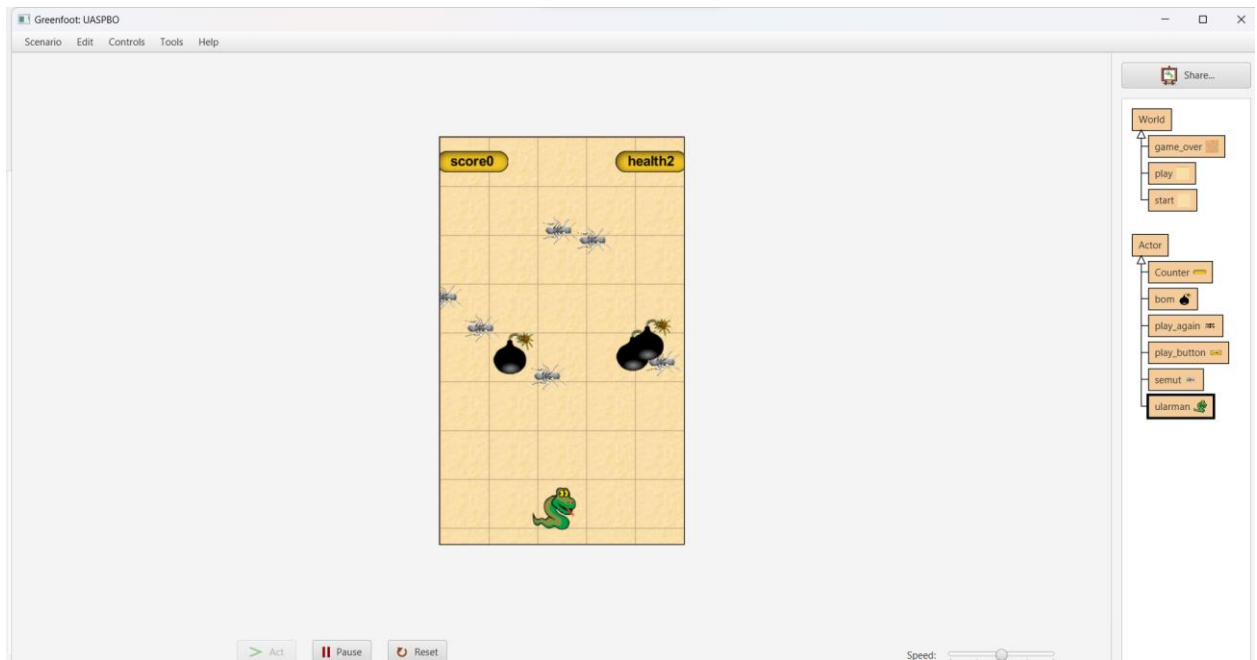 Greenfoot: UASPBO
Scenario Edit Controls Tools Help
Share...
score0 health2
World
game_over
play
start
Actor
Counter
bom
play_again
play_button
semut
ularman
Act Pause Reset Speed: